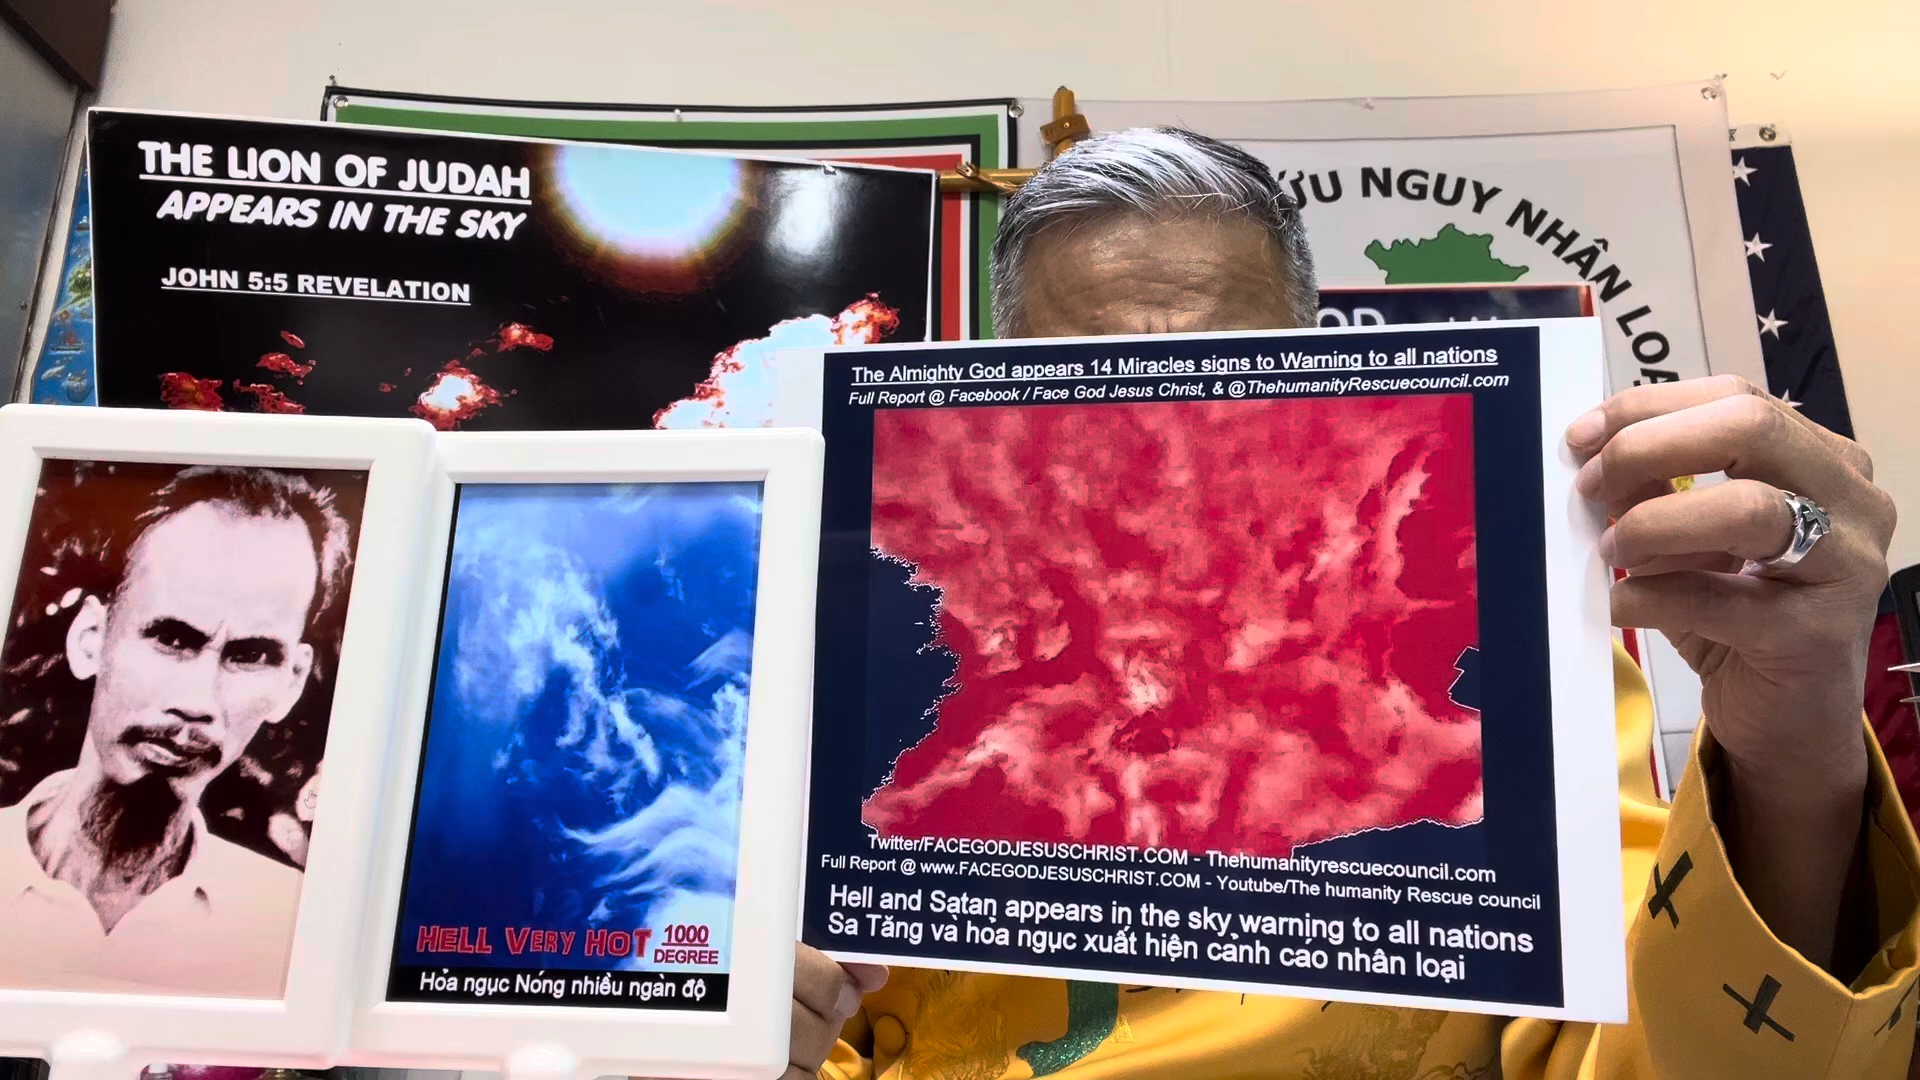 THE LION OF JUDAH
APPEARS IN THE SKY
JOHN 5:5 REVELATION
ỨU NGUY NHÂN LOẠ
The Almighty God appears 14 Miracles signs to Warning to all nations
Full Report @ Facebook / Face God Jesus Christ, & @ThehumanityRescuecouncil.com
Twitter/FACEGODJESUSCHRIST.COM - Thehumanityrescuecouncil.com
Full Report @ www.FACEGODJESUSCHRIST.COM - Youtube/The humanity Rescue council
Hell and Satan appears in the sky warning to all nations
Sa Tăng và hỏa ngục xuất hiện cảnh cáo nhân loại
HELL VERY HOT 1000 DEGREE
Hỏa ngục Nóng nhiều ngàn độ